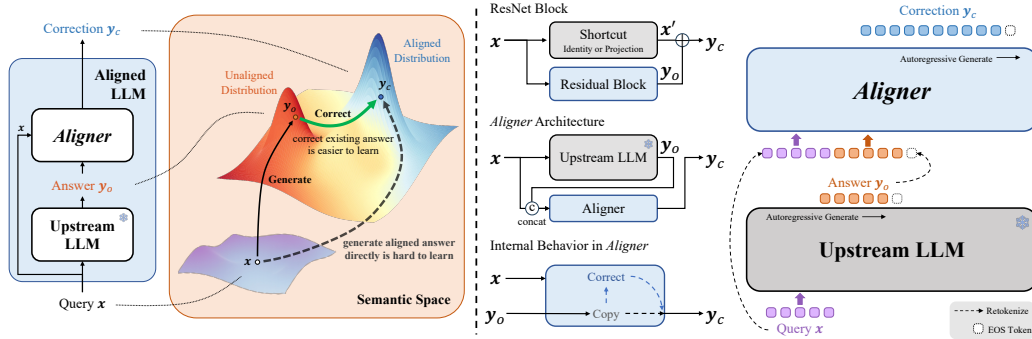 Correction y_c
Aligned
LLM
Aligner
x
Answer y_o
Upstream
LLM
Query x
Aligned
Distribution
Unaligned
Distribution
y_o
y_c
Correct
correct existing answer
is easier to learn
Generate
generate aligned answer
directly is hard to learn
x
Semantic Space
ResNet Block
x
Shortcut
Identity or Projection
x′
y_c
y_o
Residual Block
Aligner Architecture
x
Upstream LLM
y_o
y_c
c
concat
Aligner
Internal Behavior in Aligner
x
Correct
y_o
Copy
y_c
Correction y_c
Autoregressive Generate
Aligner
Answer y_o
Autoregressive Generate
Upstream LLM
Query x
Retokenize
EOS Token